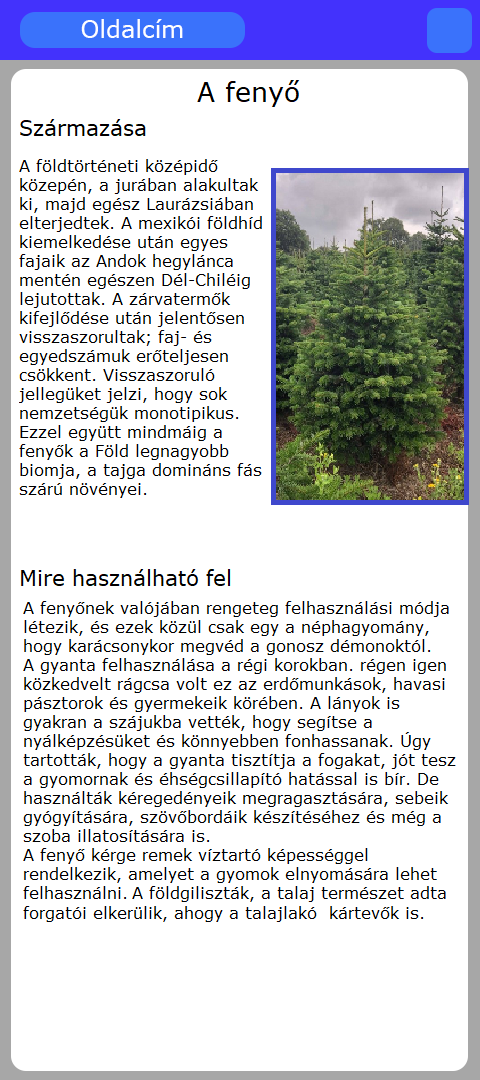 Oldalcím
A fenyő
Származása
A földtörténeti középidő
közepén, a jurában alakultak
ki, majd egész Laurázsiában
elterjedtek. A mexikói földhíd
kiemelkedése után egyes
fajaik az Andok hegylánca
mentén egészen Dél-Chiléig
lejutottak. A zárvatermők
kifejlődése után jelentősen
visszaszorultak; faj- és
egyedszámuk erőteljesen
csökkent. Visszaszoruló
jellegüket jelzi, hogy sok
nemzetségük monotipikus.
Ezzel együtt mindmáig a
fenyők a Föld legnagyobb
biomja, a tajga domináns fás
szárú növényei.
Mire használható fel
A fenyőnek valójában rengeteg felhasználási módja
létezik, és ezek közül csak egy a néphagyomány,
hogy karácsonykor megvéd a gonosz démonoktól.
A gyanta felhasználása a régi korokban. régen igen
közkedvelt rágcsa volt ez az erdőmunkások, havasi
pásztorok és gyermekeik körében. A lányok is
gyakran a szájukba vették, hogy segítse a
nyálképzésüket és könnyebben fonhassanak. Úgy
tartották, hogy a gyanta tisztítja a fogakat, jót tesz
a gyomornak és éhségcsillapító hatással is bír. De
használták kéregedényeik megragasztására, sebeik
gyógyítására, szövőbordáik készítéséhez és még a
szoba illatosítására is.
A fenyő kérge remek víztartó képességgel
rendelkezik, amelyet a gyomok elnyomására lehet
felhasználni. A földgiliszták, a talaj természet adta
forgatói elkerülik, ahogy a talajlakó  kártevők is.